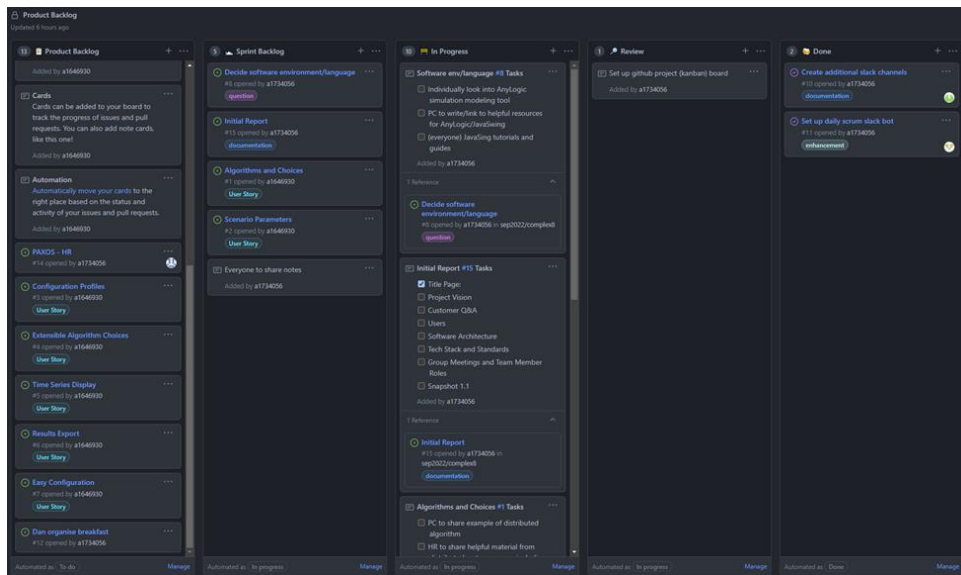 Product Backlog
Updated 6 hours ago
13 Product Backlog
Added by a1646930
Cards
Cards can be added to your board to
track the progress of issues and pull
requests. You can also add note cards,
like this one!
Added by a1646930
Automation
Automatically move your cards to the
right place based on the status and
activity of your issues and pull requests.
Added by a1646930
PAXOS - HR
#14 opened by a1734056
Configuration Profiles
#3 opened by a1646930
User Story
Extensible Algorithm Choices
#4 opened by a1646930
User Story
Time Series Display
#5 opened by a1646930
User Story
Results Export
#6 opened by a1646930
User Story
Easy Configuration
#7 opened by a1646930
User Story
Dan organise breakfast
#12 opened by a1734056
Automated as To do Manage
5 Sprint Backlog
Decide software environment/language
#8 opened by a1734056
question
Initial Report
#15 opened by a1734056
documentation
Algorithms and Choices
#1 opened by a1646930
User Story
Scenario Parameters
#2 opened by a1646930
User Story
Everyone to share notes
Added by a1734056
Automated as In progress Manage
10 In Progress
Software env/language #8 Tasks
Individually look into AnyLogic
simulation modeling tool
PC to write/link to helpful resources
for AnyLogic/JavaSwing
(everyone) JavaSing tutorials and
guides
Added by a1734056
1 Reference
Decide software
environment/language
#8 opened by a1734056 in sep2022/complex8
question
Initial Report #15 Tasks
Title Page:
Project Vision
Customer Q&A
Users
Software Architecture
Tech Stack and Standards
Group Meetings and Team Member
Roles
Snapshot 1.1
Added by a1734056
1 Reference
Initial Report
#15 opened by a1734056 in
sep2022/complex8
documentation
Algorithms and Choices #1 Tasks
PC to share example of distributed
algorithm
HR to share helpful material from
Automated as In progress Manage
1 Review
Set up github project (kanban) board
Added by a1734056
Automated as In progress Manage
2 Done
Create additional slack channels
#10 opened by a1734056
documentation
Set up daily scrum slack bot
#11 opened by a1734056
enhancement
Automated as Done Manage